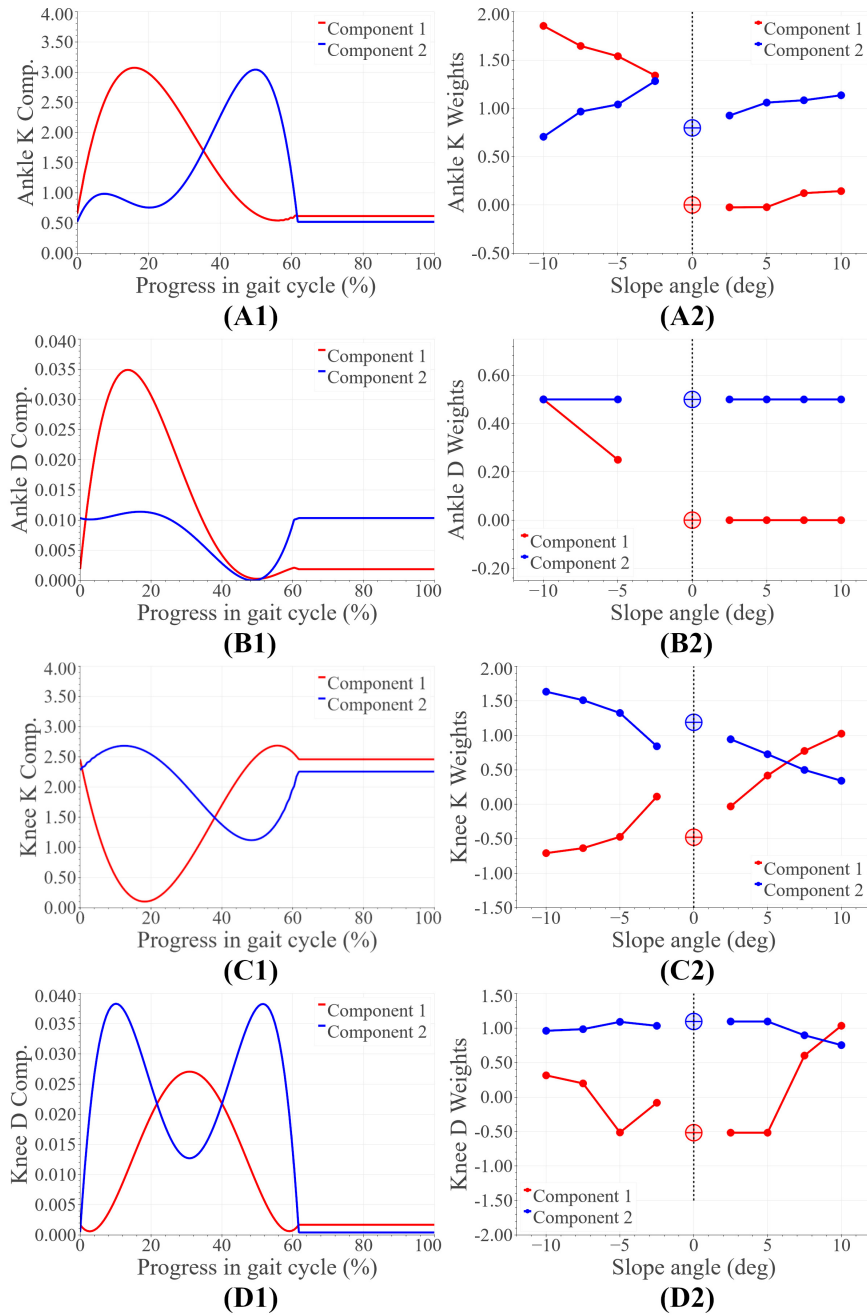 4.00
3.50
3.00
2.50
2.00
1.50
1.00
0.50
0.00
0 20 40 60 80 100
Ankle K Comp.
Progress in gait cycle (%)
Component 1
Component 2
(A1)
2.00
1.50
1.00
0.50
0.00
-0.50
−10 −5 0 5 10
Ankle K Weights
Slope angle (deg)
Component 1
Component 2
(A2)
0.040
0.035
0.030
0.025
0.020
0.015
0.010
0.005
0.000
0 20 40 60 80 100
Ankle D Comp.
Progress in gait cycle (%)
Component 1
Component 2
(B1)
0.60
0.40
0.20
0.00
-0.20
−10 −5 0 5 10
Ankle D Weights
Slope angle (deg)
Component 1
Component 2
(B2)
4.00
3.50
3.00
2.50
2.00
1.50
1.00
0.50
0.00
0 20 40 60 80 100
Knee K Comp.
Progress in gait cycle (%)
Component 1
Component 2
(C1)
2.00
1.50
1.00
0.50
0.00
-0.50
-1.00
-1.50
−10 −5 0 5 10
Knee K Weights
Slope angle (deg)
Component 1
Component 2
(C2)
0.040
0.035
0.030
0.025
0.020
0.015
0.010
0.005
0.000
0 20 40 60 80 100
Knee D Comp.
Progress in gait cycle (%)
Component 1
Component 2
(D1)
1.50
1.00
0.50
0.00
-0.50
-1.00
-1.50
-2.00
−10 −5 0 5 10
Knee D Weights
Slope angle (deg)
Component 1
Component 2
(D2)